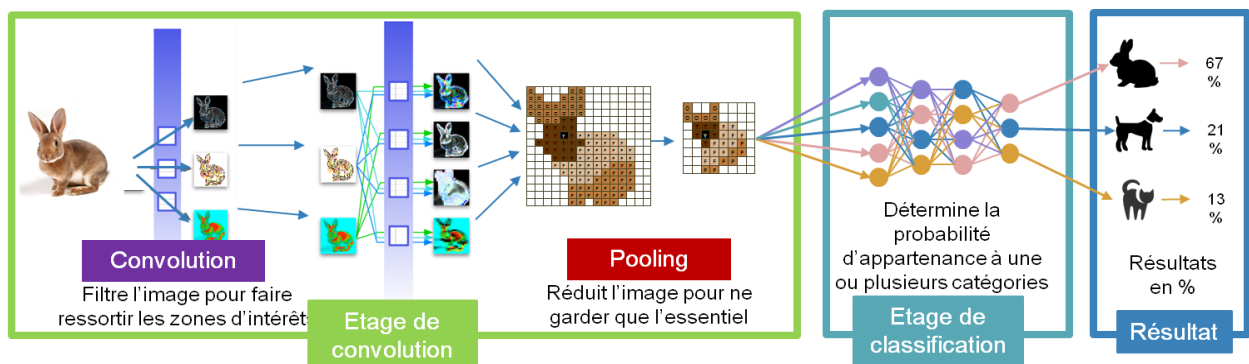 Convolution
Filtre l'image pour faire
ressortir les zones d'intérêt
Etage de
convolution
Pooling
Réduit l'image pour ne
garder que l'essentiel
Détermine la
probabilité
d'appartenance à une
ou plusieurs catégories
Etage de
classification
67
%
21
%
13
%
Résultats
en %
Résultat